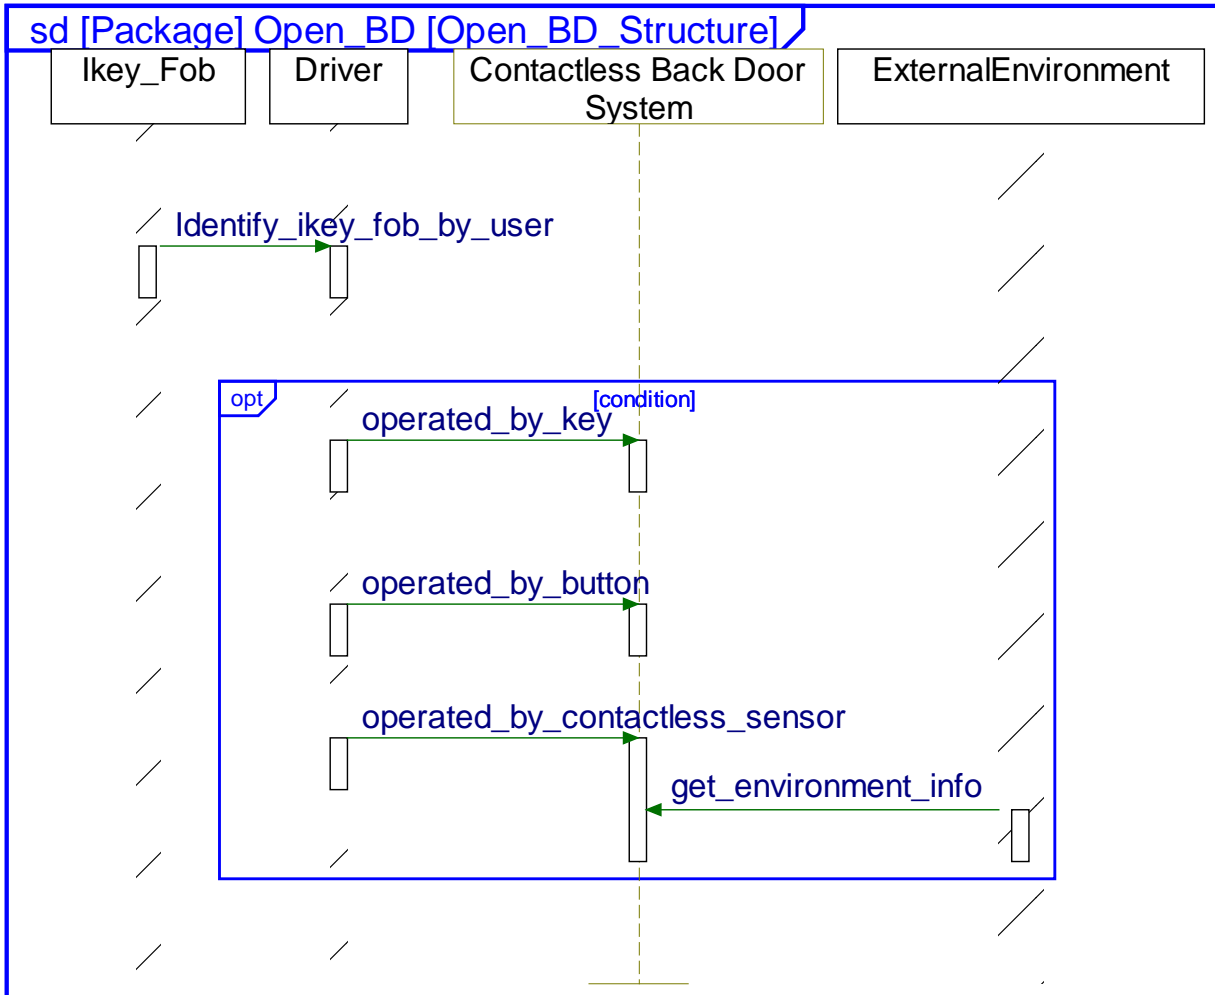 sd [Package] Open_BD [Open_BD_Structure]
Ikey_Fob
Driver
Contactless Back Door
System
ExternalEnvironment
Identify_ikey_fob_by_user
opt
[condition]
operated_by_key
operated_by_button
operated_by_contactless_sensor
get_environment_info